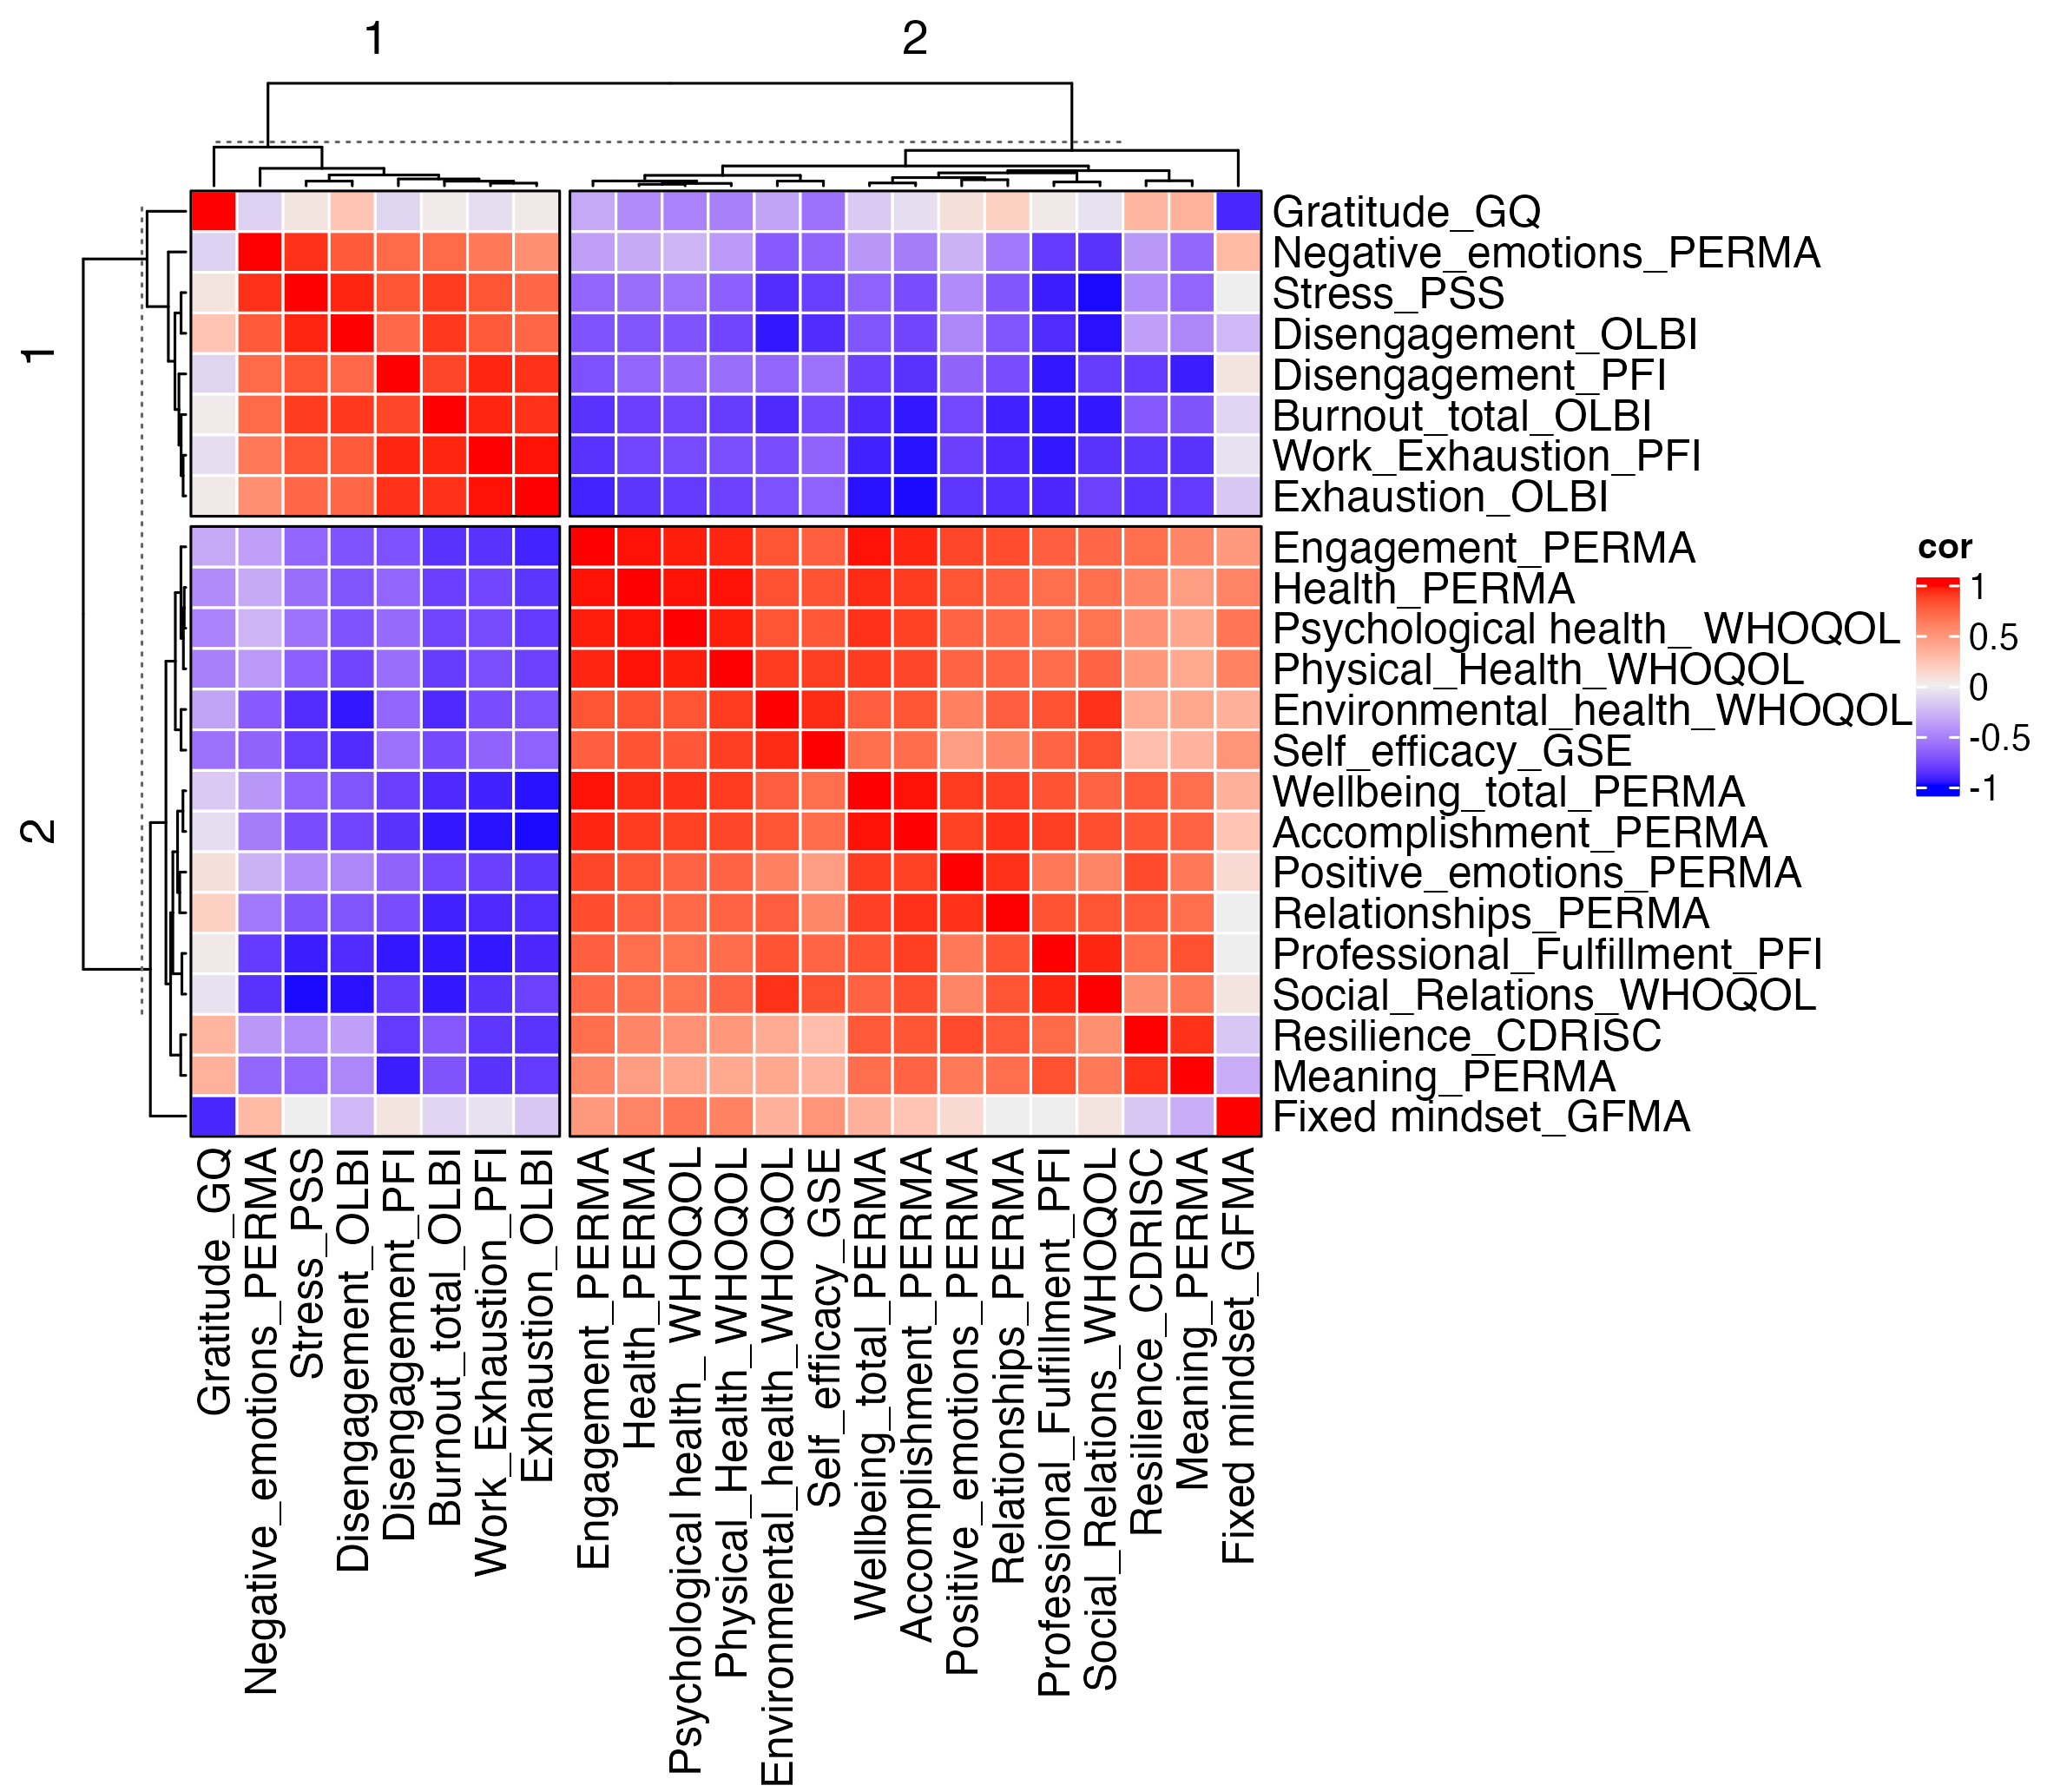 1
2
1
2
Gratitude_GQ
Negative_emotions_PERMA
Stress_PSS
Disengagement_OLBI
Disengagement_PFI
Burnout_total_OLBI
Work_Exhaustion_PFI
Exhaustion_OLBI
Engagement_PERMA
Health_PERMA
Psychological health_ WHOQOL
Physical_Health_WHOQOL
Environmental_health_WHOQOL
Self_efficacy_GSE
Wellbeing_total_PERMA
Accomplishment_PERMA
Positive_emotions_PERMA
Relationships_PERMA
Professional_Fulfillment_PFI
Social_Relations_WHOQOL
Resilience_CDRISC
Meaning_PERMA
Fixed mindset_GFMA
cor
1
0.5
0
-0.5
-1
Gratitude_GQ
Negative_emotions_PERMA
Stress_PSS
Disengagement_OLBI
Disengagement_PFI
Burnout_total_OLBI
Work_Exhaustion_PFI
Exhaustion_OLBI
Engagement_PERMA
Health_PERMA
Psychological health_ WHOQOL
Physical_Health_WHOQOL
Environmental_health_WHOQOL
Self_efficacy_GSE
Wellbeing_total_PERMA
Accomplishment_PERMA
Positive_emotions_PERMA
Relationships_PERMA
Professional_Fulfillment_PFI
Social_Relations_WHOQOL
Resilience_CDRISC
Meaning_PERMA
Fixed mindset_GFMA